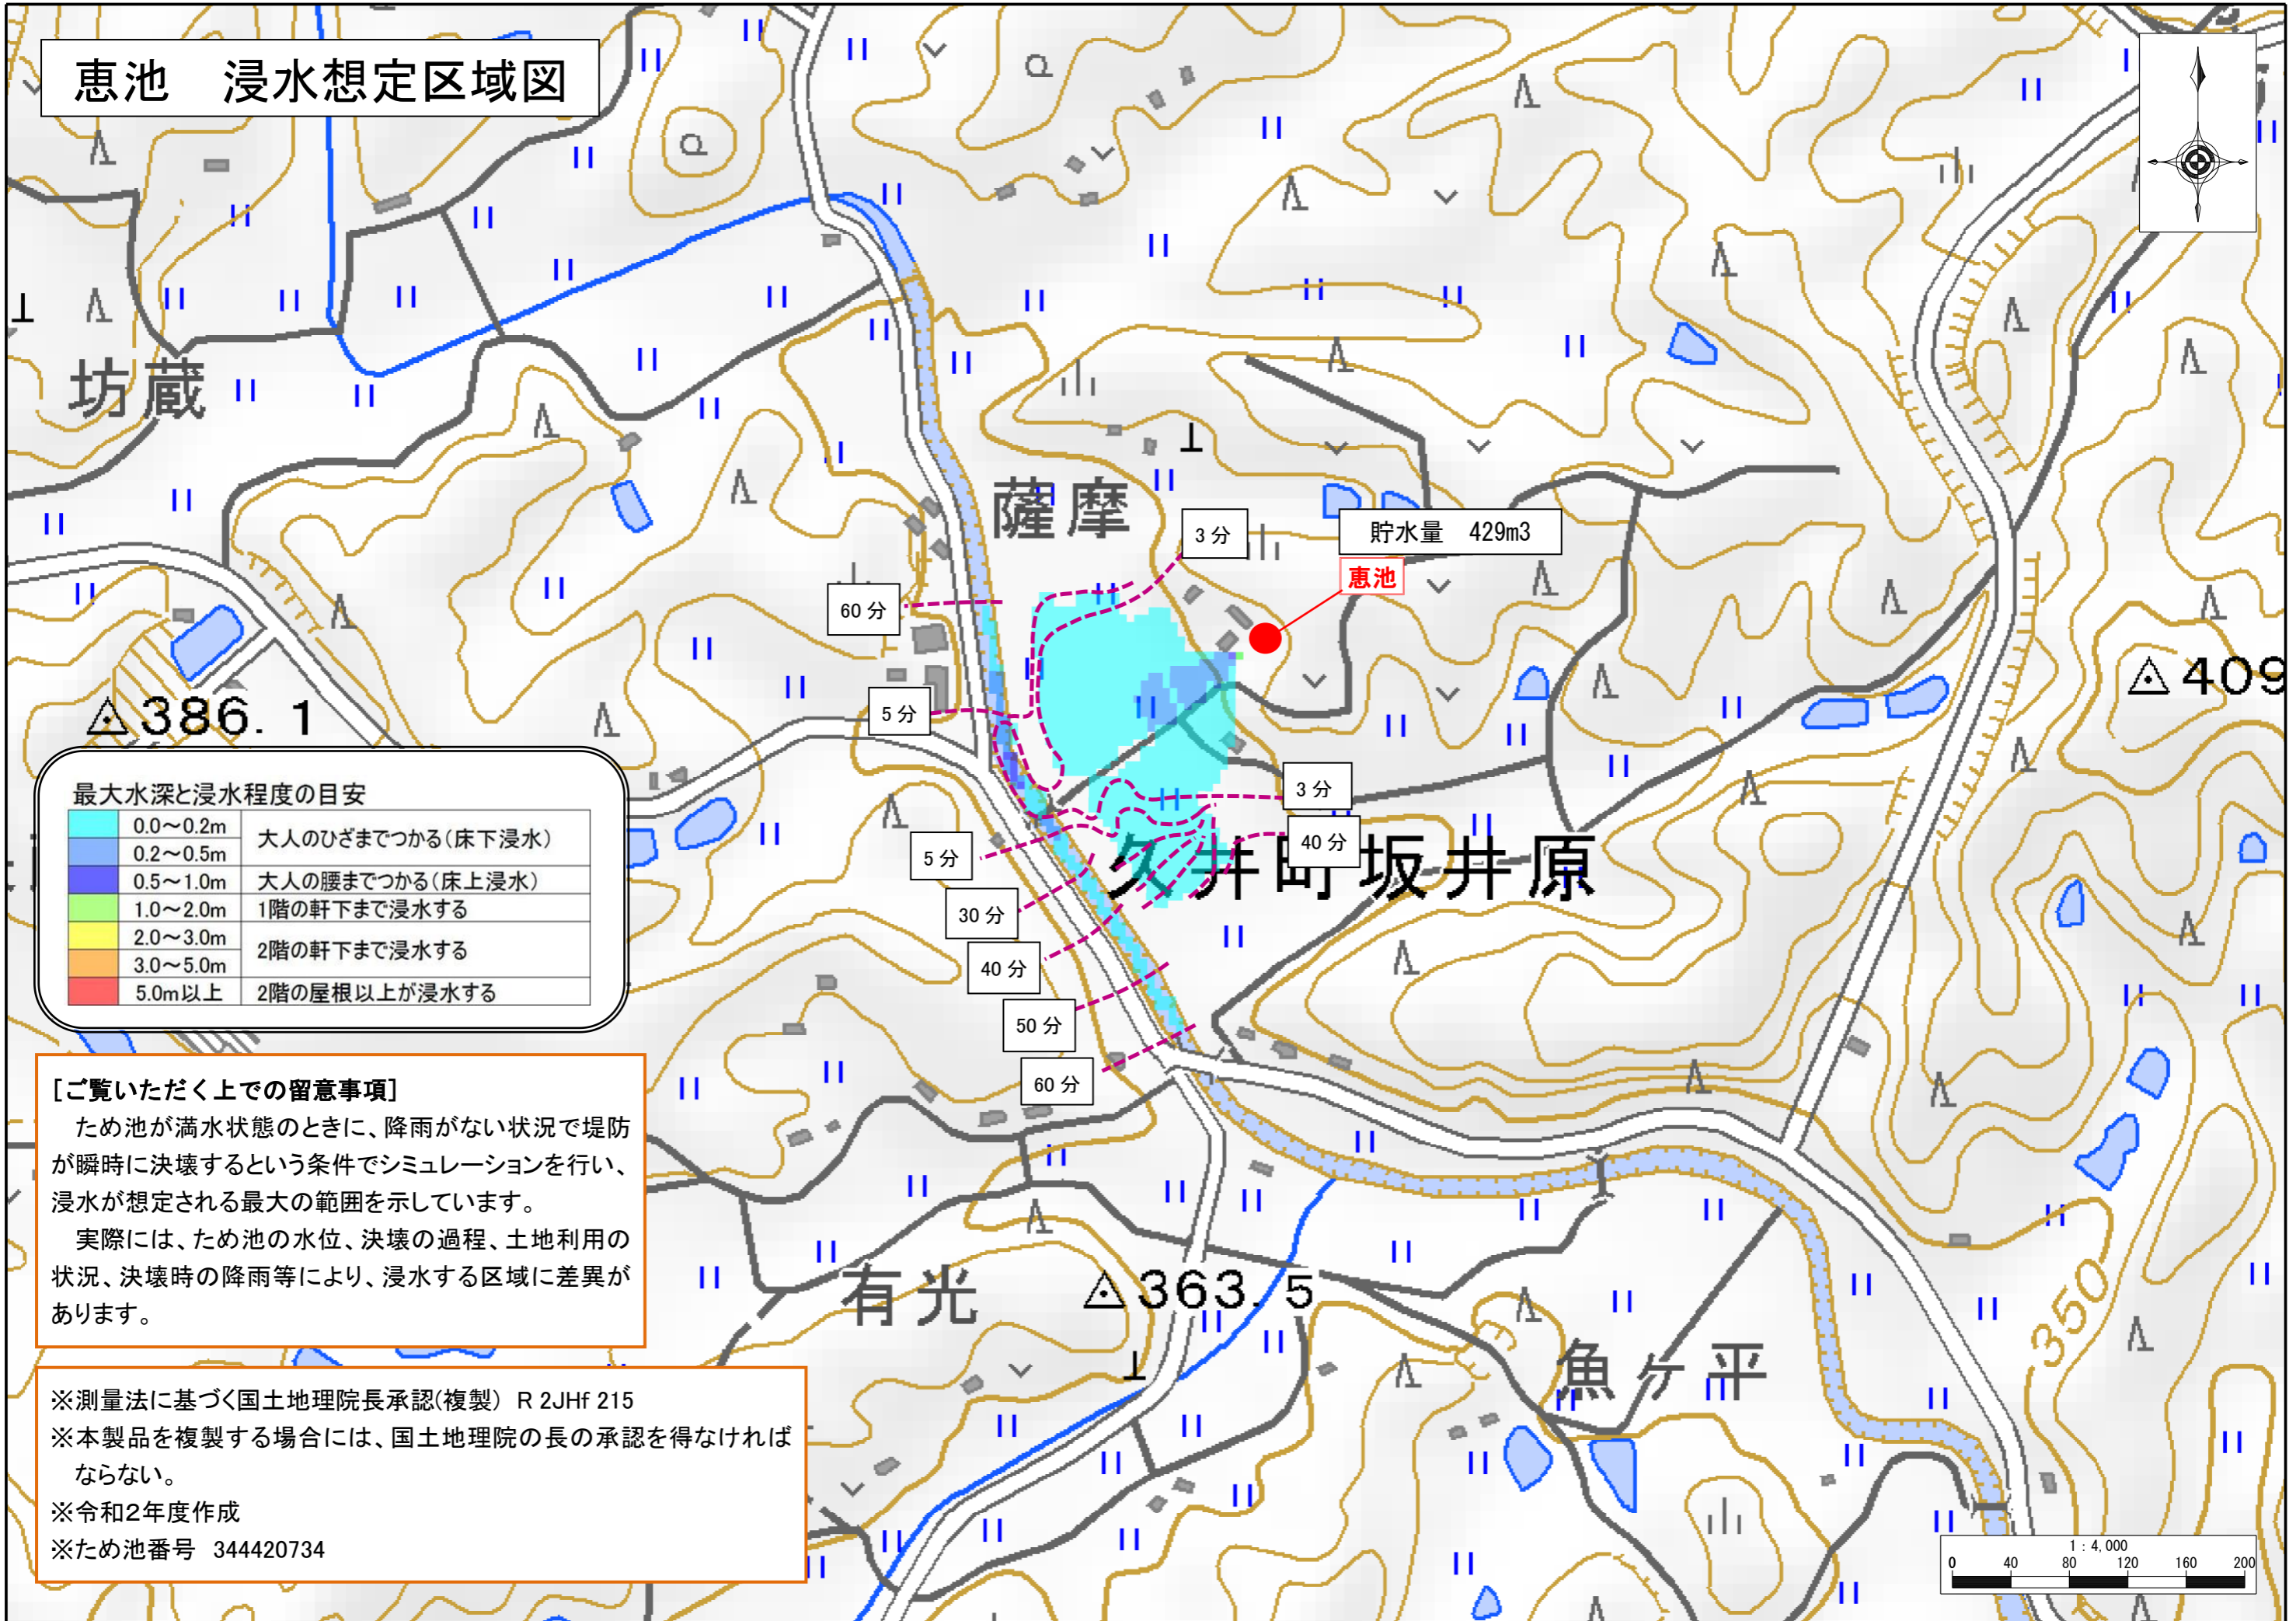 恵池　浸水想定区域図
坊蔵
薩摩
3 分
貯水量　429m3
恵池
60 分
5 分
386. 1
409
3 分
40 分
5 分
久井町坂井原
30 分
40 分
50 分
60 分
最大水深と浸水程度の目安
0.0～0.2m
大人のひざまでつかる（床下浸水）
0.2～0.5m
0.5～1.0m　大人の腰までつかる（床上浸水）
1.0～2.0m　1階の軒下まで浸水する
2.0～3.0m
2階の軒下まで浸水する
3.0～5.0m
5.0m以上　2階の屋根以上が浸水する
［ご覧いただく上での留意事項］
ため池が満水状態のときに、降雨がない状況で堤防
が瞬時に決壊するという条件でシミュレーションを行い、
浸水が想定される最大の範囲を示しています。
実際には、ため池の水位、決壊の過程、土地利用の
状況、決壊時の降雨等により、浸水する区域に差異が
あります。
有光
363. 5
350
魚ヶ平
※測量法に基づく国土地理院長承認(複製)　R 2JHf 215
※本製品を複製する場合には、国土地理院の長の承認を得なければ
ならない。
※令和2年度作成
※ため池番号　344420734
1 : 4,000
0 40 80 120 160 200